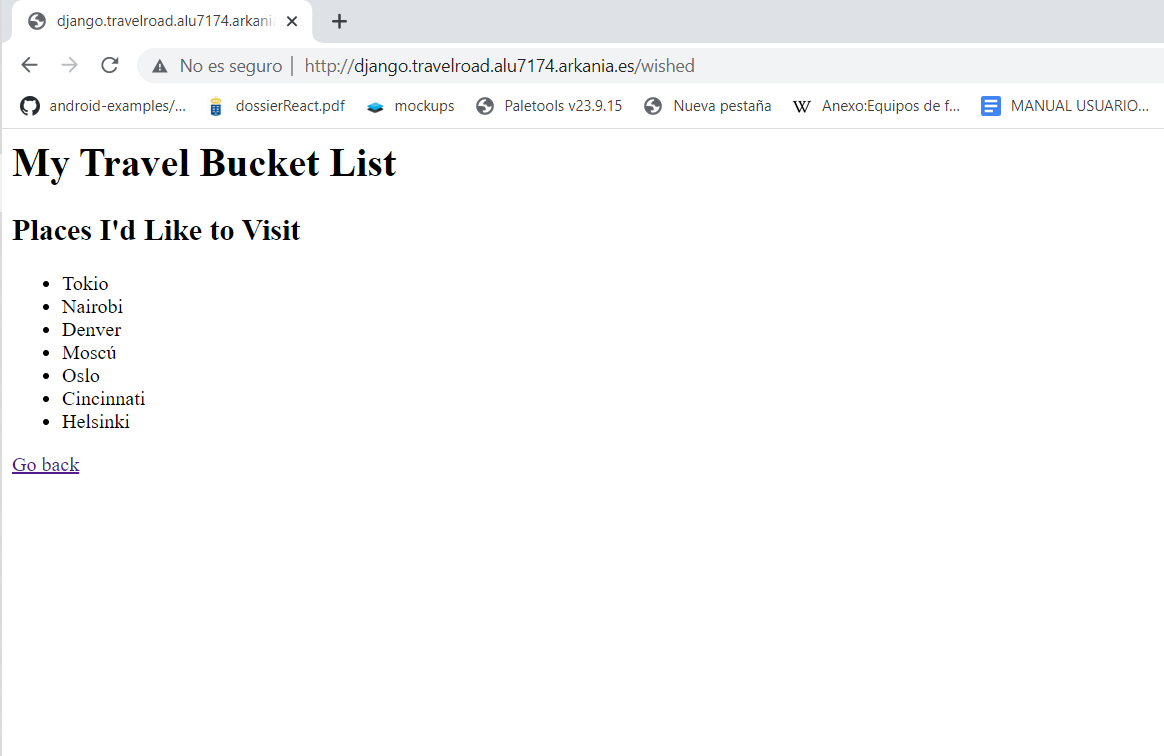 django.travelroad.alu7174.arkani
No es seguro | http://django.travelroad.alu7174.arkania.es/wished
android-examples/... dossierReact.pdf mockups Paletools v23.9.15 Nueva pestaña Anexo:Equipos de f... MANUAL USUARIO...
My Travel Bucket List
Places I'd Like to Visit
• Tokio
• Nairobi
• Denver
• Moscú
• Oslo
• Cincinnati
• Helsinki
Go back